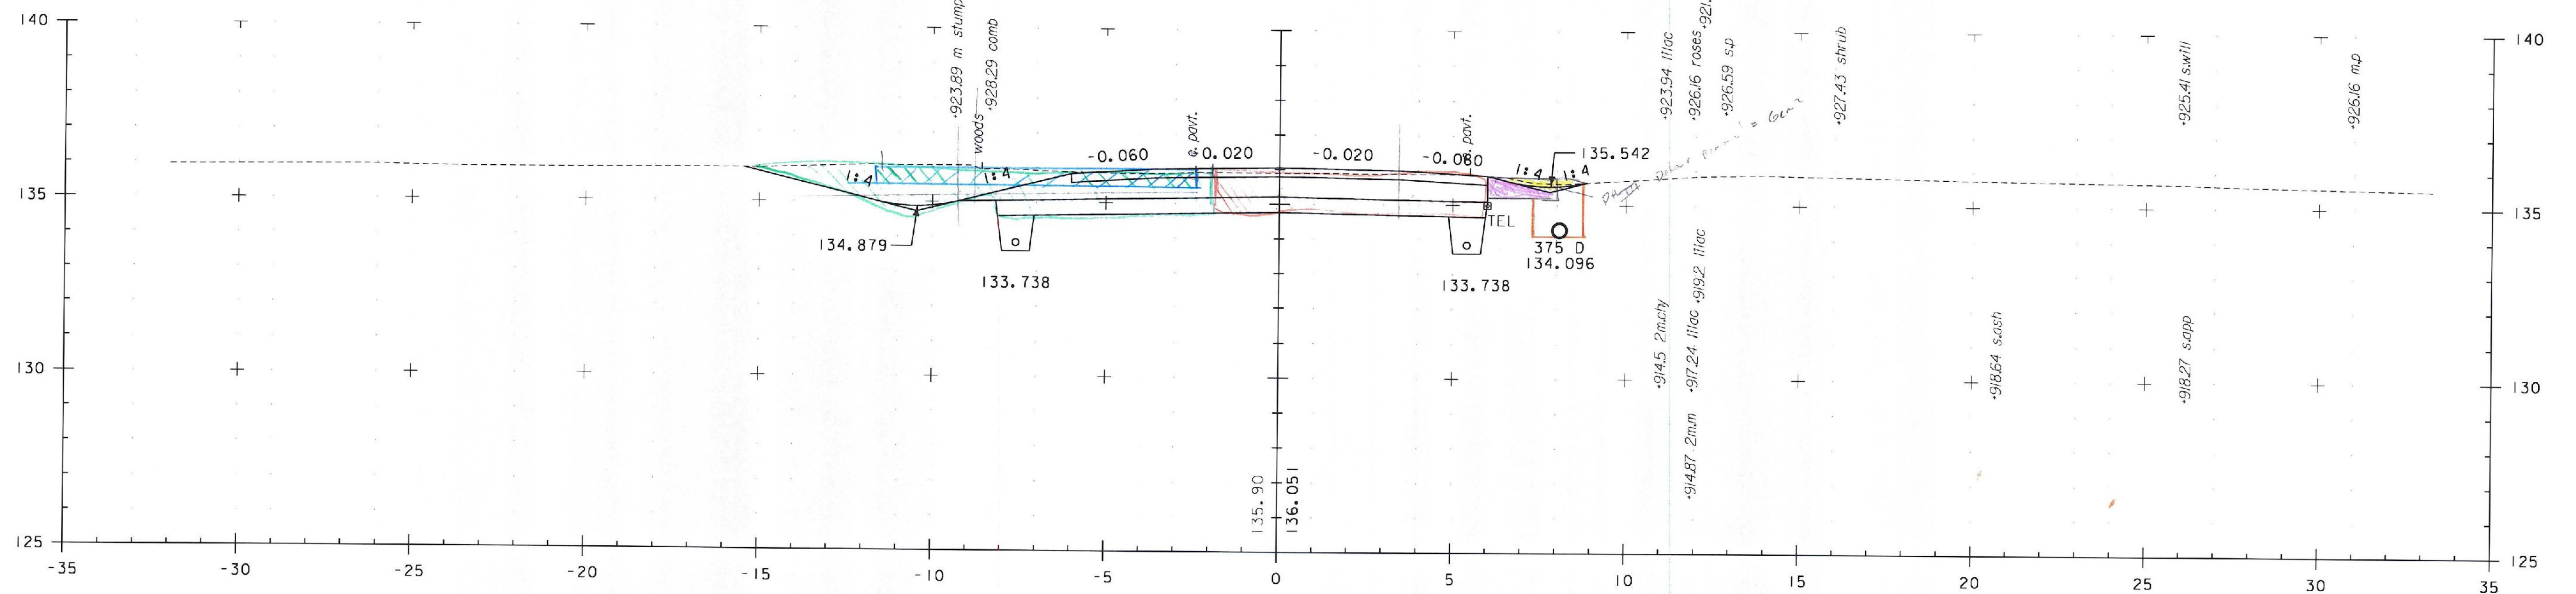 140
140
+923.89 m stump
+928.29 comb
woods
e. pavt.
e. pavt.
+923.94 lilac
+926.16 roses
+921.
+926.59 s.p
+927.43 shrub
+925.41 s.will
+926.16 m.p
= 6cm²
-0.060
-0.020
-0.020
-0.060
1:4
1:4
1:4
1:4
135.542
135
135
134.879
133.738
133.738
TEL
375 D
134.096
130
130
+914.5 2m.chy
+917.24 lilac
+919.2 lilac
+914.87 2m.m
+918.64 s.ash
+918.27 s.app
135.90
136.051
125
125
-35 -30 -25 -20 -15 -10 -5 0 5 10 15 20 25 30 35